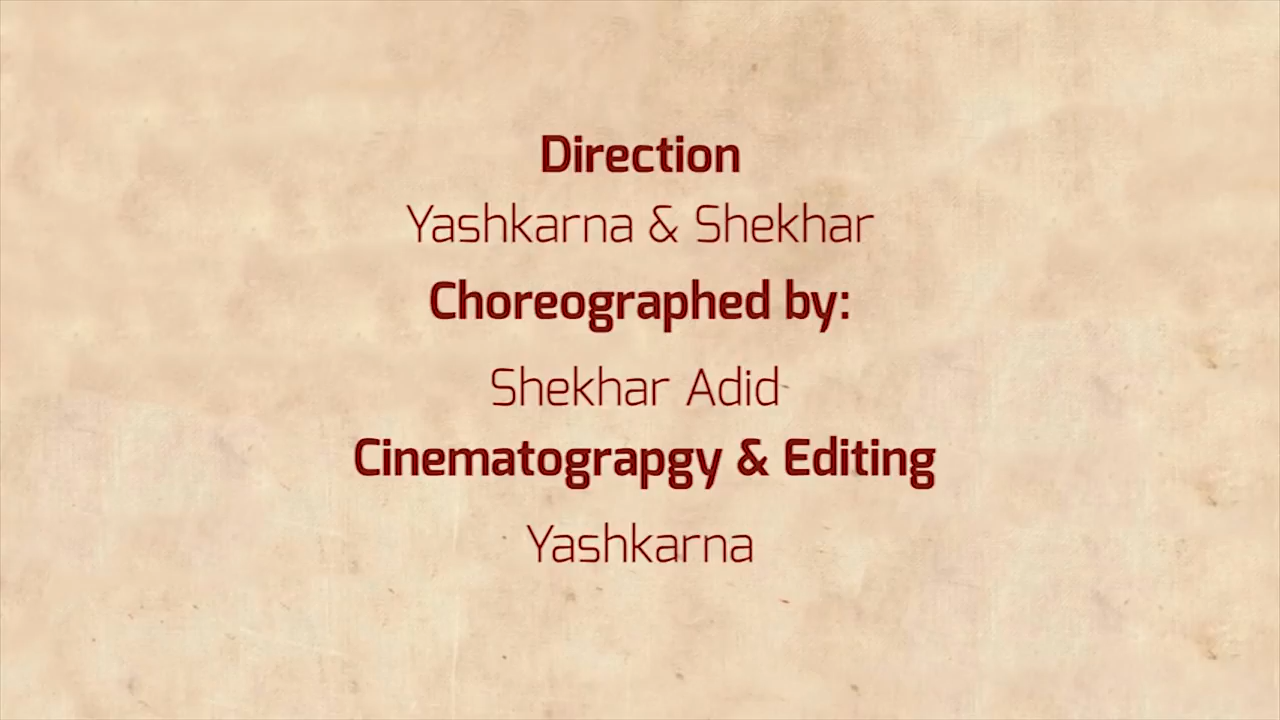 Direction
Yashkarna & Shekhar
Choreographed by:
Shekhar Adid
Cinematograpgy & Editing
Yashkarna